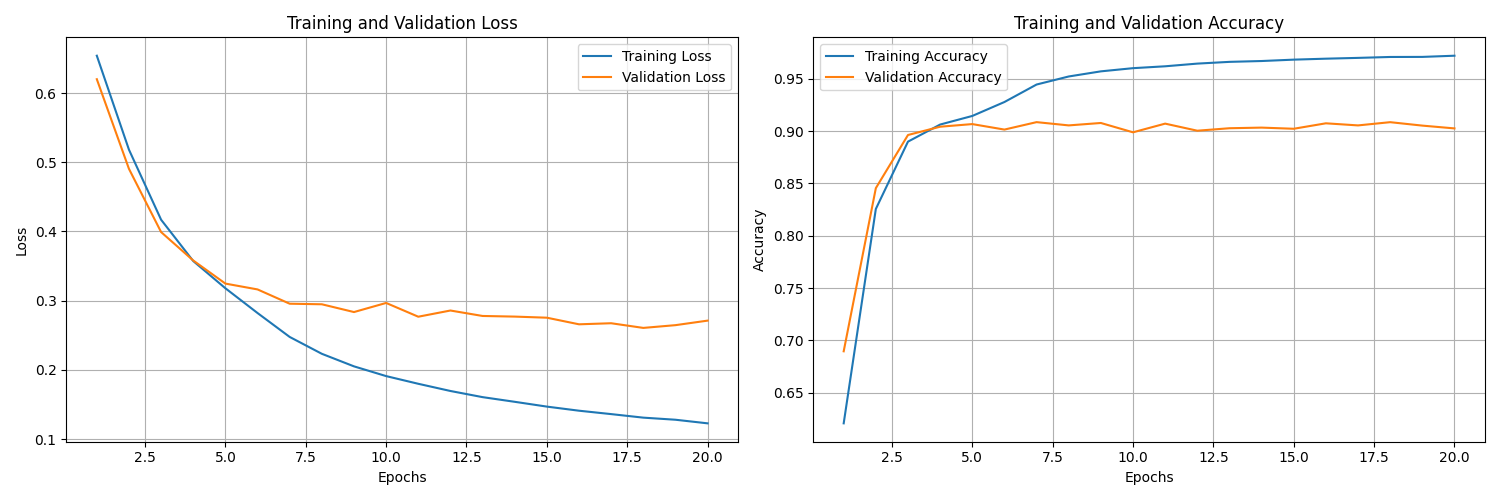 Training and Validation Loss
Training Loss
Validation Loss
0.6
0.5
0.4
0.3
0.2
0.1
Loss
2.5 5.0 7.5 10.0 12.5 15.0 17.5 20.0
Epochs
Training and Validation Accuracy
Training Accuracy
Validation Accuracy
0.95
0.90
0.85
0.80
0.75
0.70
0.65
Accuracy
2.5 5.0 7.5 10.0 12.5 15.0 17.5 20.0
Epochs